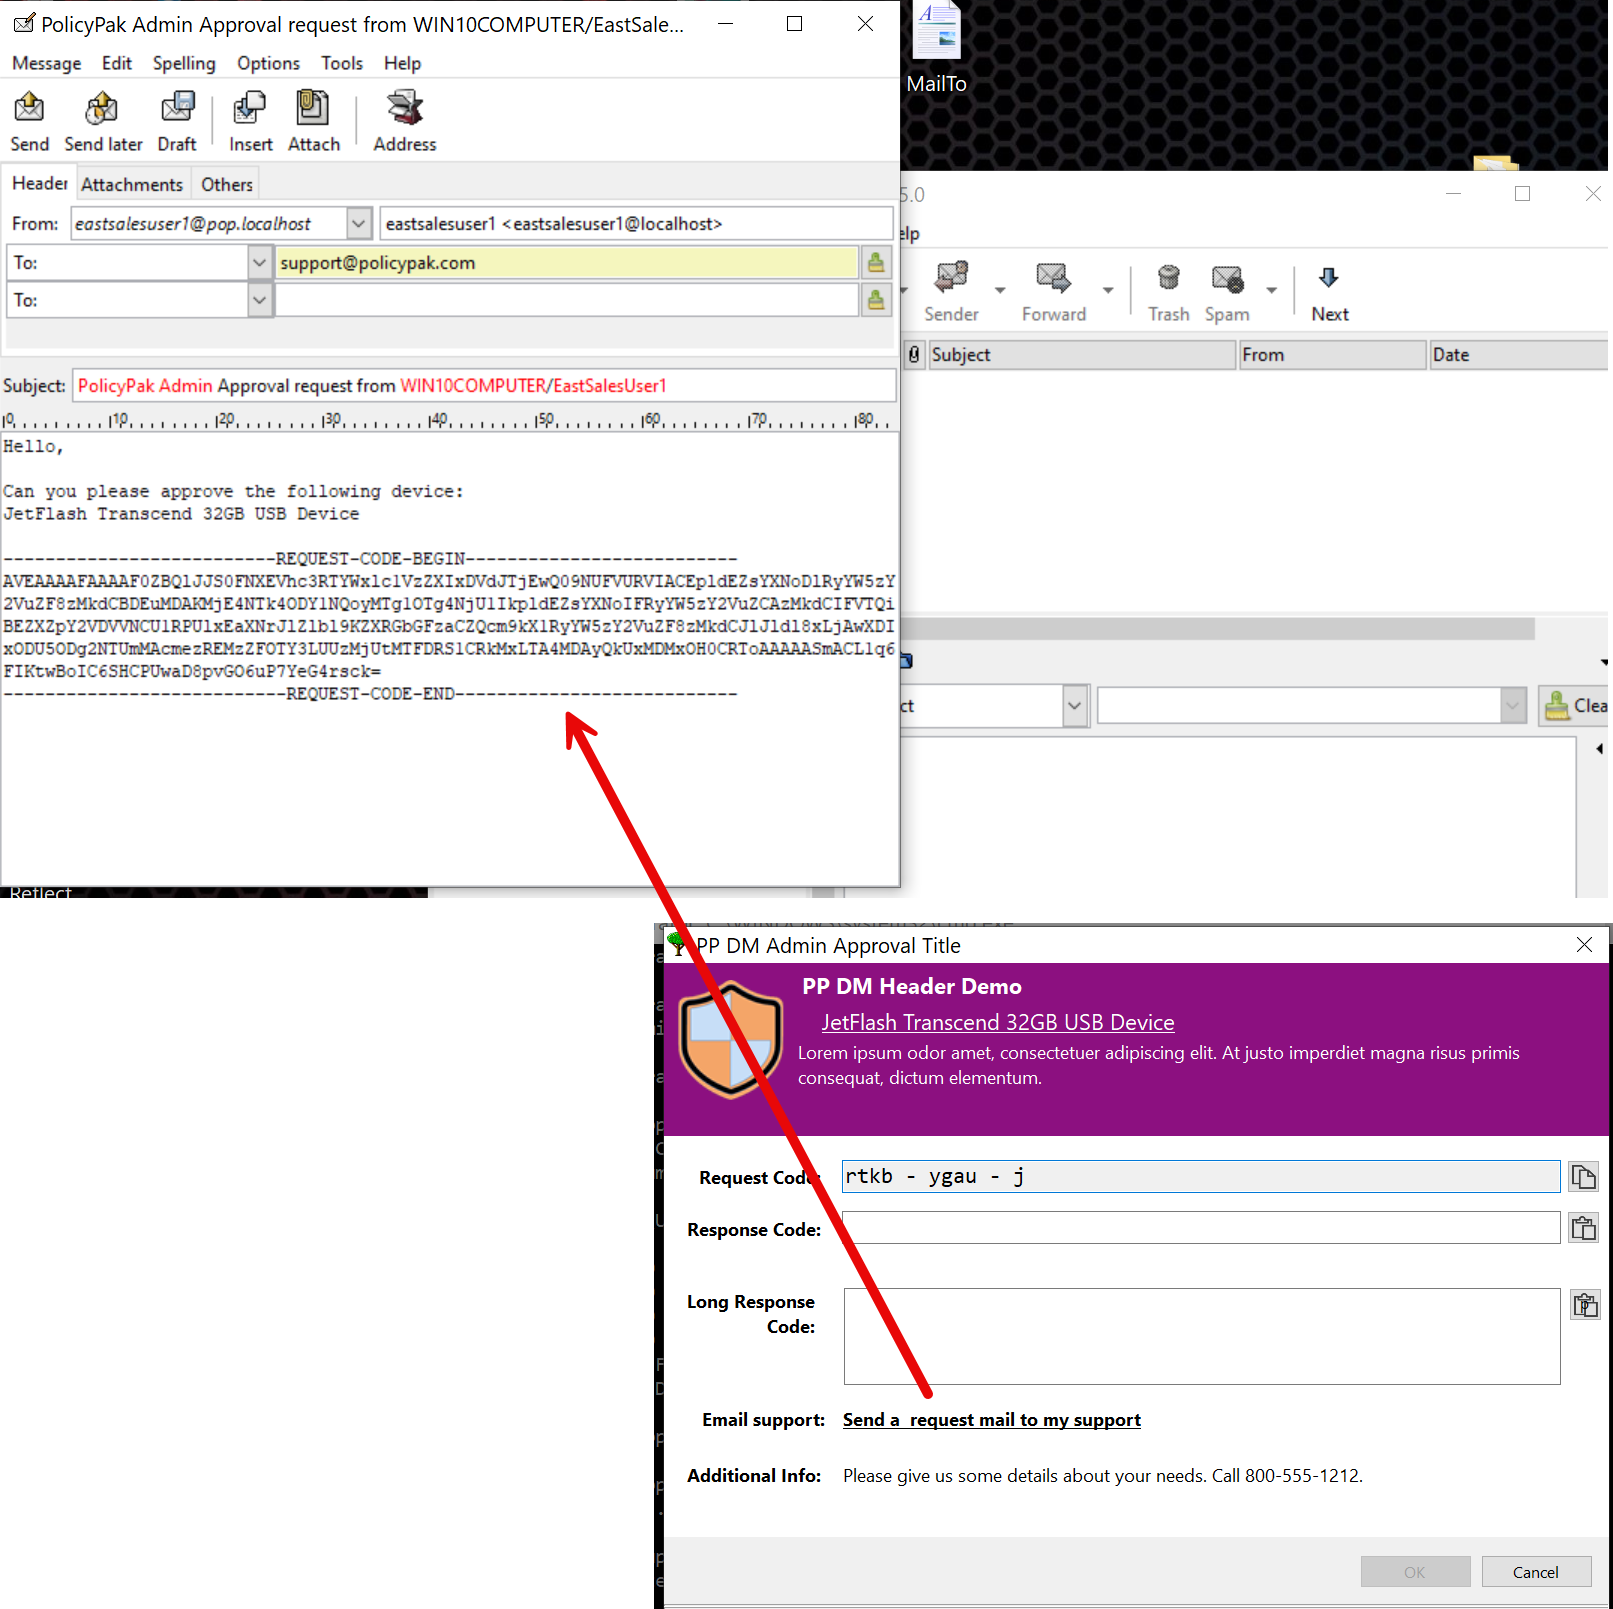 PolicyPak Admin Approval request from WIN10COMPUTER/EastSale...
Message Edit Spelling Options Tools Help
Send Send later Draft Insert Attach Address
Header Attachments Others
From: eastsalesuser1@pop.localhost eastsalesuser1 <eastsalesuser1@localhost>
To: support@policypak.com
To:
Subject: PolicyPak Admin Approval request from WIN10COMPUTER/EastSalesUser1
0 10 20 30 40 50 60 70 80
Hello,
Can you please approve the following device:
JetFlash Transcend 32GB USB Device
--------------------------REQUEST-CODE-BEGIN--------------------------
AVEAAAAFAAAAF0ZBQlJJS0FNXEVhc3RTYWxlc1VzZXIxDVdJTjEwQ09NUFVURVIACEpldEZsYXNoDlRyYW5zY
2VuZF8zMkdCBDEuMDAKMjE4NTk4ODY1NQoyMTg1OTg4NjU1IkpldEZsYXNoIFRyYW5zY2VuZCAzMkdCIFVTQi
BEZXZpY2VDVVNCU1RPUlxEaXNrJlZlbl9KZXRGbGFzaCZQcm9kX1RyYW5zY2VuZF8zMkdCJlJldl8xLjAwXDI
xODU5ODg2NTUmMAcmezREMzZFOTY3LUUzMjUtMTFDRS1CRkMxLTA4MDAyQkUxMDMxOH0CRToAAAAASmACL1q6
FIKtwBoIC6SHCPUwaD8pvGO6uP7YeG4rsck=
---------------------------REQUEST-CODE-END---------------------------
Reflect
MailTo
5.0
elp
Sender Forward Trash Spam Next
Subject From Date
ct
Clea
PP DM Admin Approval Title
PP DM Header Demo
JetFlash Transcend 32GB USB Device
Lorem ipsum odor amet, consectetuer adipiscing elit. At justo imperdiet magna risus primis
consequat, dictum elementum.
Request Code: rtkb - ygau - j
Response Code:
Long Response
Code:
Email support: Send a  request mail to my support
Additional Info: Please give us some details about your needs. Call 800-555-1212.
OK Cancel